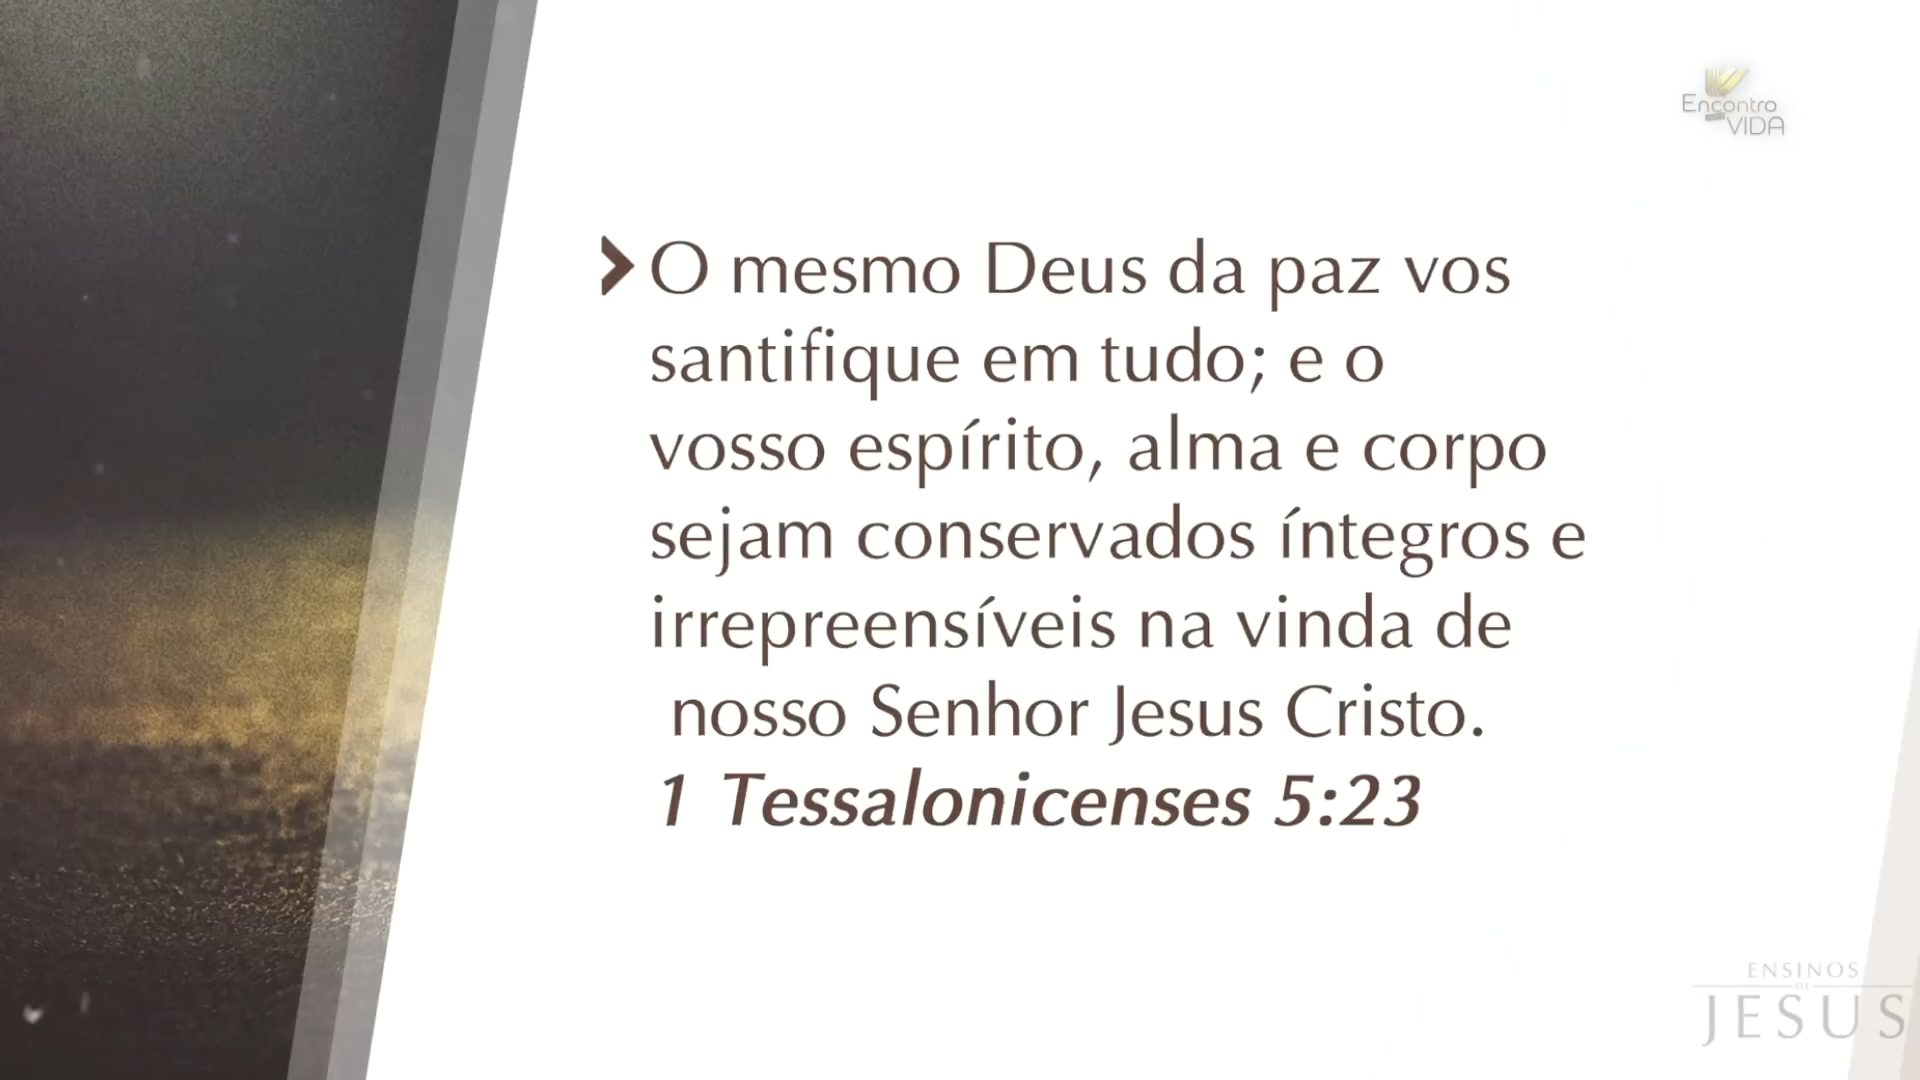 Encontro
VIDA
O mesmo Deus da paz vos
santifique em tudo; e o
vosso espírito, alma e corpo
sejam conservados íntegros e
irrepreensíveis na vinda de
nosso Senhor Jesus Cristo.
1 Tessalonicenses 5:23
ENSINOS
DE
JESUS